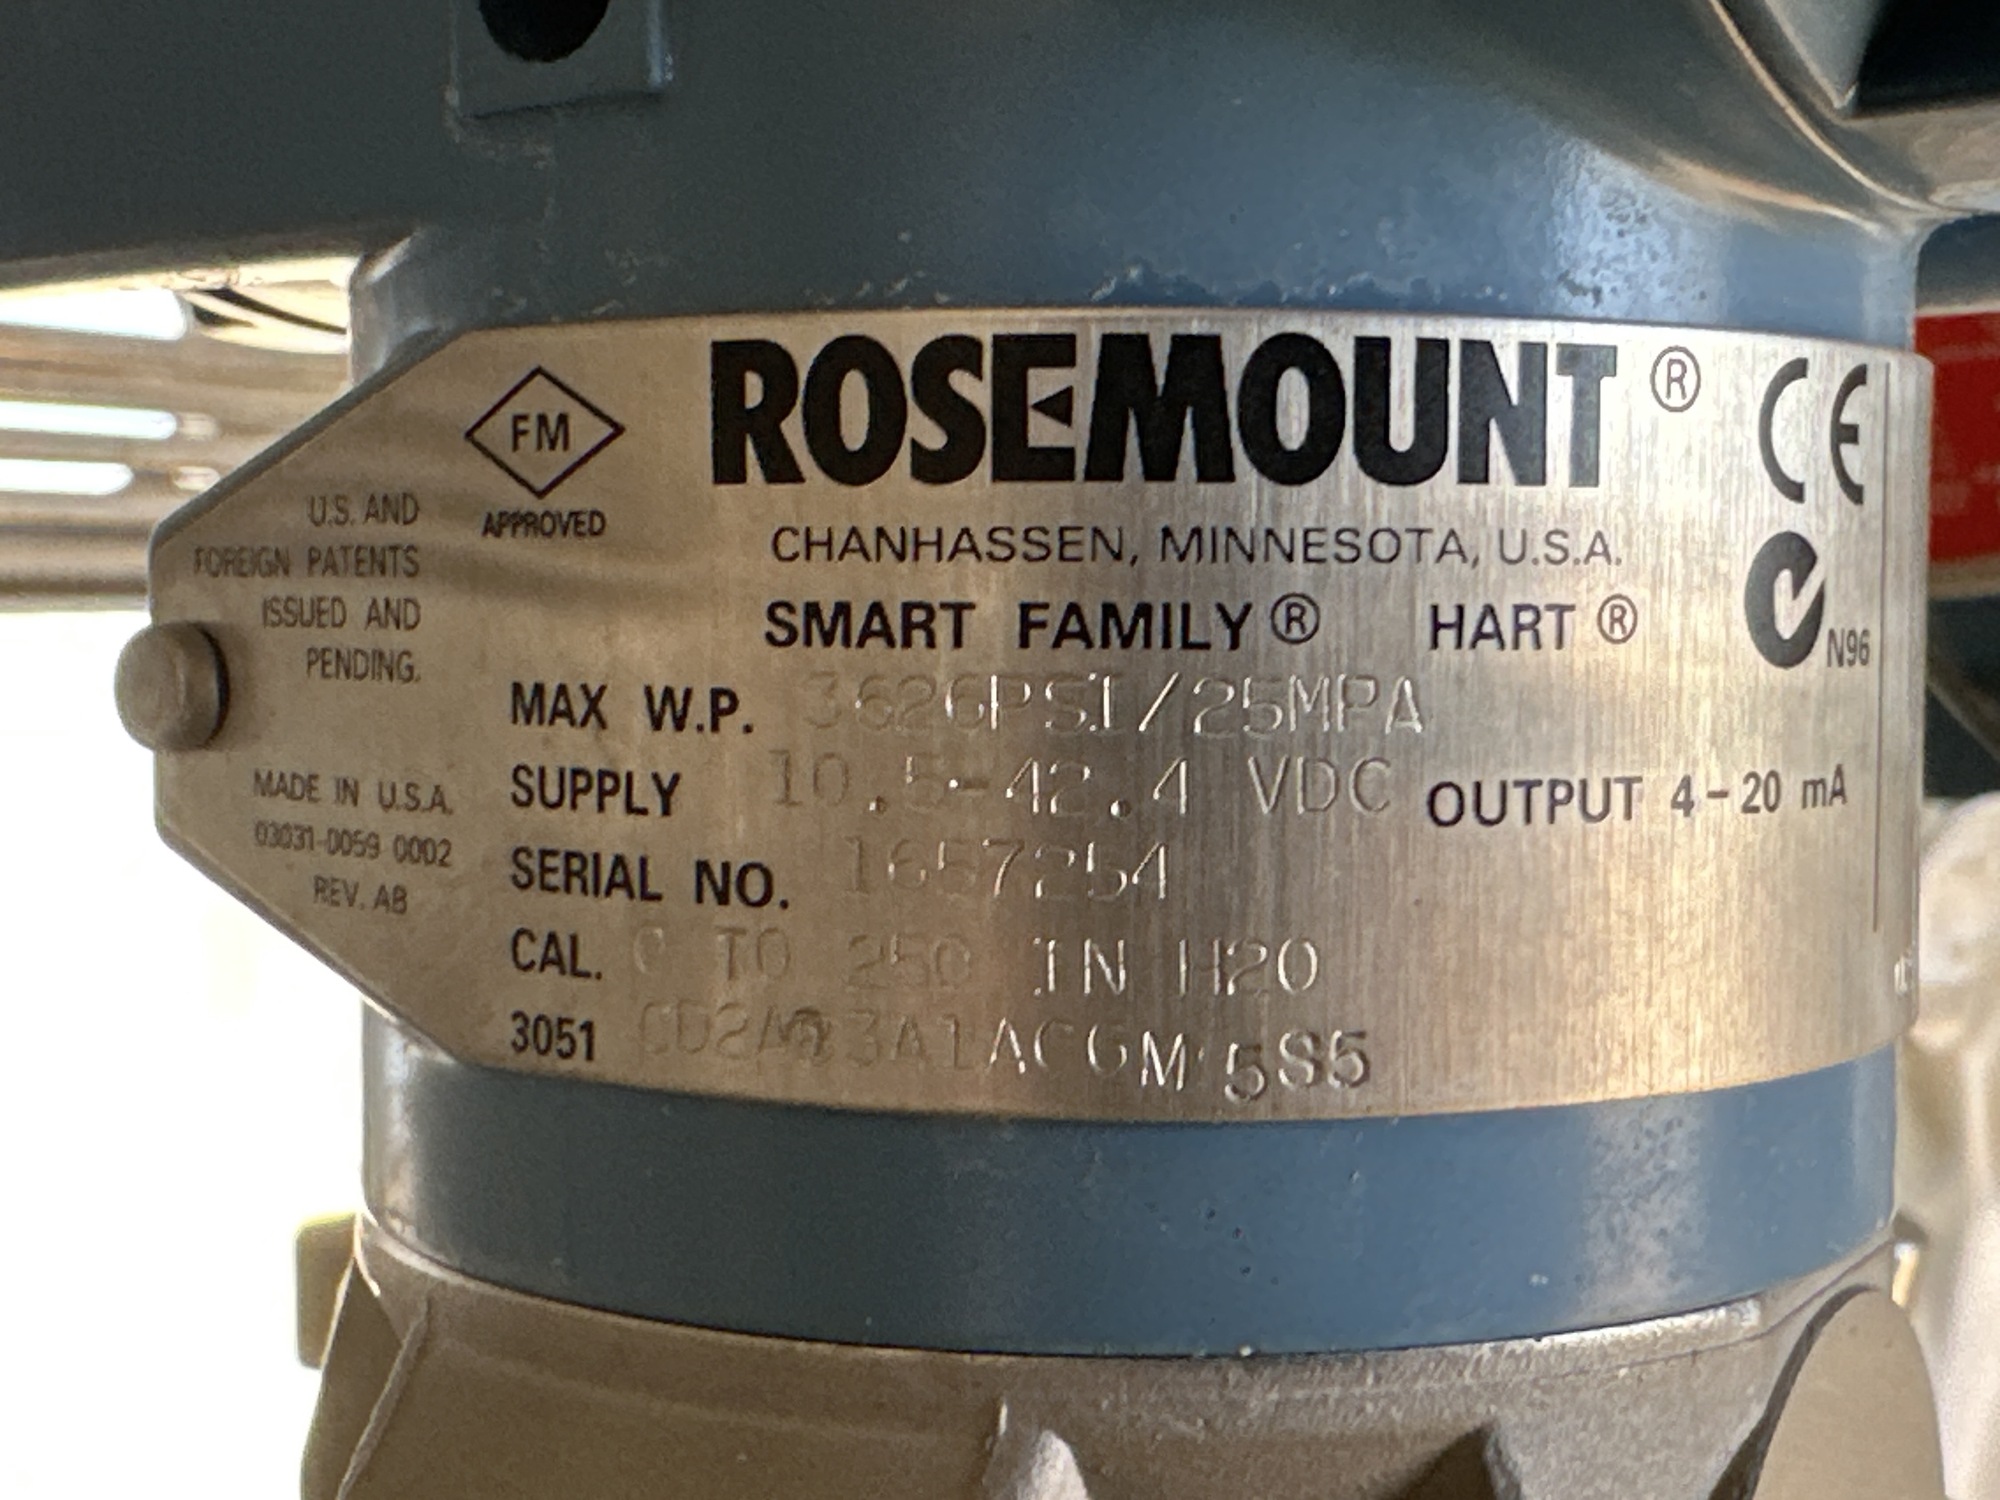 FM
APPROVED
ROSEMOUNT ® CE
CHANHASSEN, MINNESOTA, U.S.A.
SMART FAMILY ® HART ® N96
U.S. AND
FOREIGN PATENTS
ISSUED AND
PENDING.
MAX W.P. 3626PSI/25MPA
SUPPLY 10.5-42.4 VDC OUTPUT 4-20 mA
SERIAL NO. 1657254
CAL. 0 TO 250 IN H2O
3051 5S5
MADE IN U.S.A.
03031-0059 0002
REV. AB